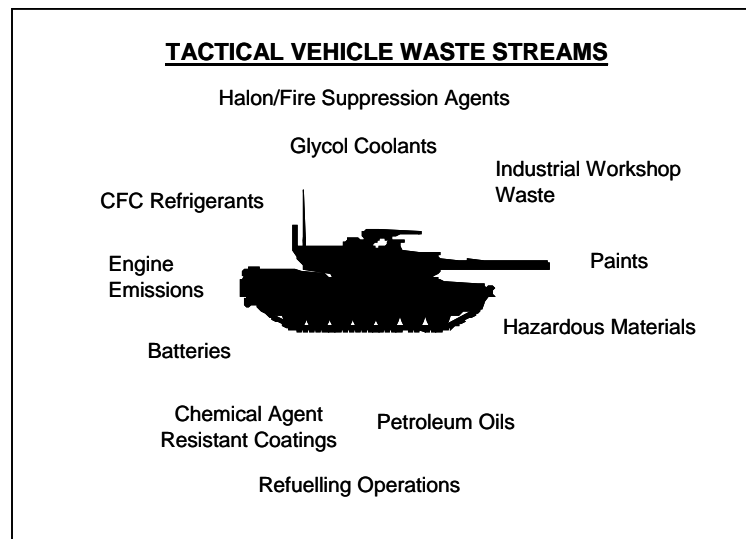 TACTICAL VEHICLE WASTE STREAMS
Halon/Fire Suppression Agents
Glycol Coolants
Industrial Workshop
Waste
CFC Refrigerants
Engine
Emissions
Paints
Hazardous Materials
Batteries
Chemical Agent
Resistant Coatings
Petroleum Oils
Refuelling Operations